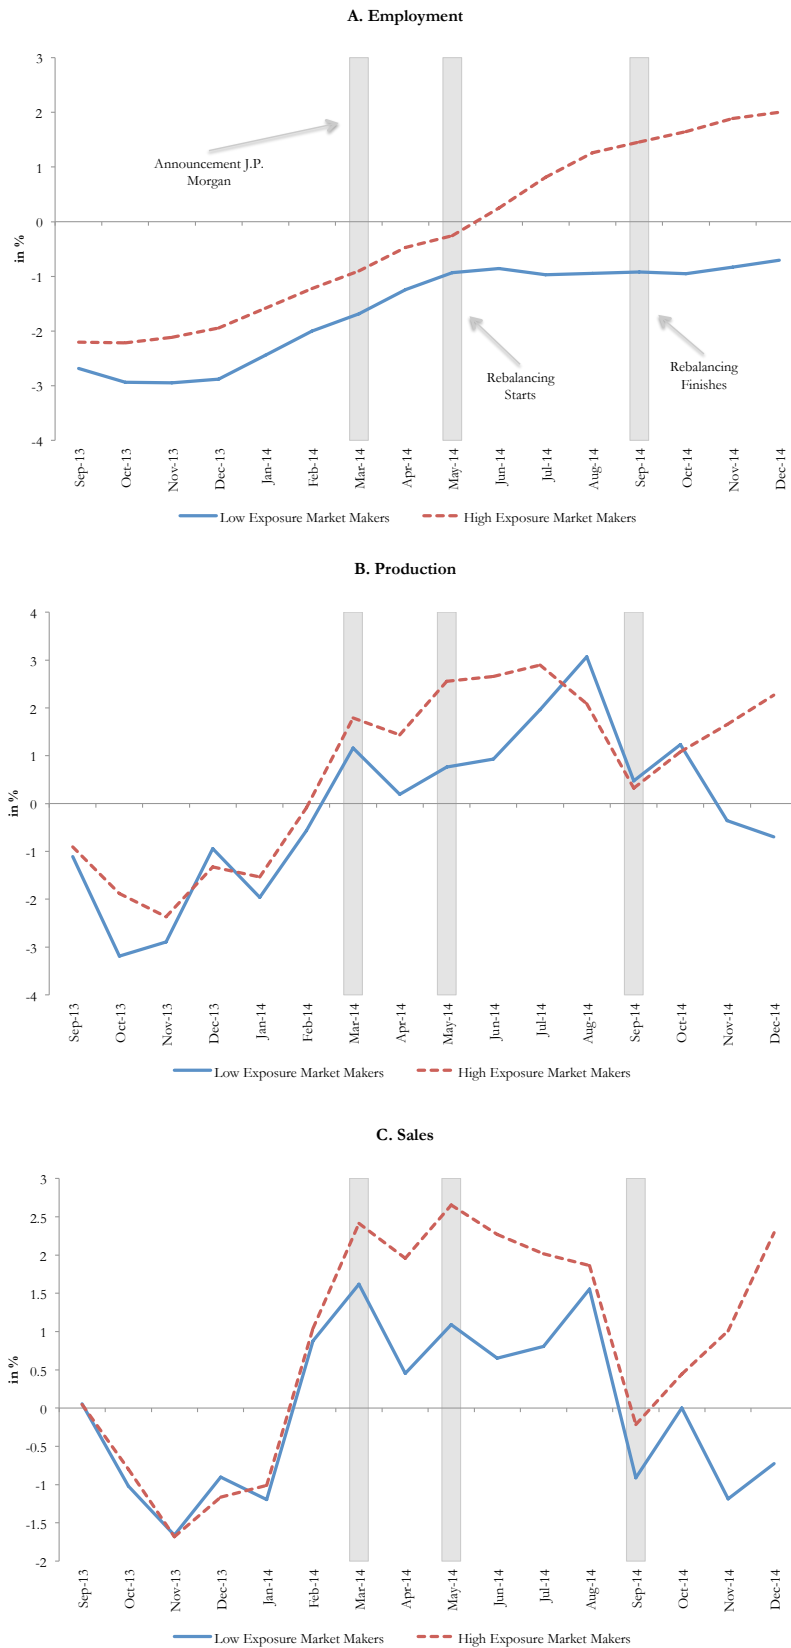 A. Employment
3
2
Announcement J.P.
Morgan
1
0
in %
-1
-2
Rebalancing
Finishes
Rebalancing
Starts
-3
-4
Sep-13 Oct-13 Nov-13 Dec-13 Jan-14 Feb-14 Mar-14 Apr-14 May-14 Jun-14 Jul-14 Aug-14 Sep-14 Oct-14 Nov-14 Dec-14
Low Exposure Market Makers High Exposure Market Makers
B. Production
4
3
2
1
0
in %
-1
-2
-3
-4
Sep-13 Oct-13 Nov-13 Dec-13 Jan-14 Feb-14 Mar-14 Apr-14 May-14 Jun-14 Jul-14 Aug-14 Sep-14 Oct-14 Nov-14 Dec-14
Low Exposure Market Makers High Exposure Market Makers
C. Sales
3
2.5
2
1.5
1
0.5
in %
0
-0.5
-1
-1.5
-2
Sep-13 Oct-13 Nov-13 Dec-13 Jan-14 Feb-14 Mar-14 Apr-14 May-14 Jun-14 Jul-14 Aug-14 Sep-14 Oct-14 Nov-14 Dec-14
Low Exposure Market Makers High Exposure Market Makers